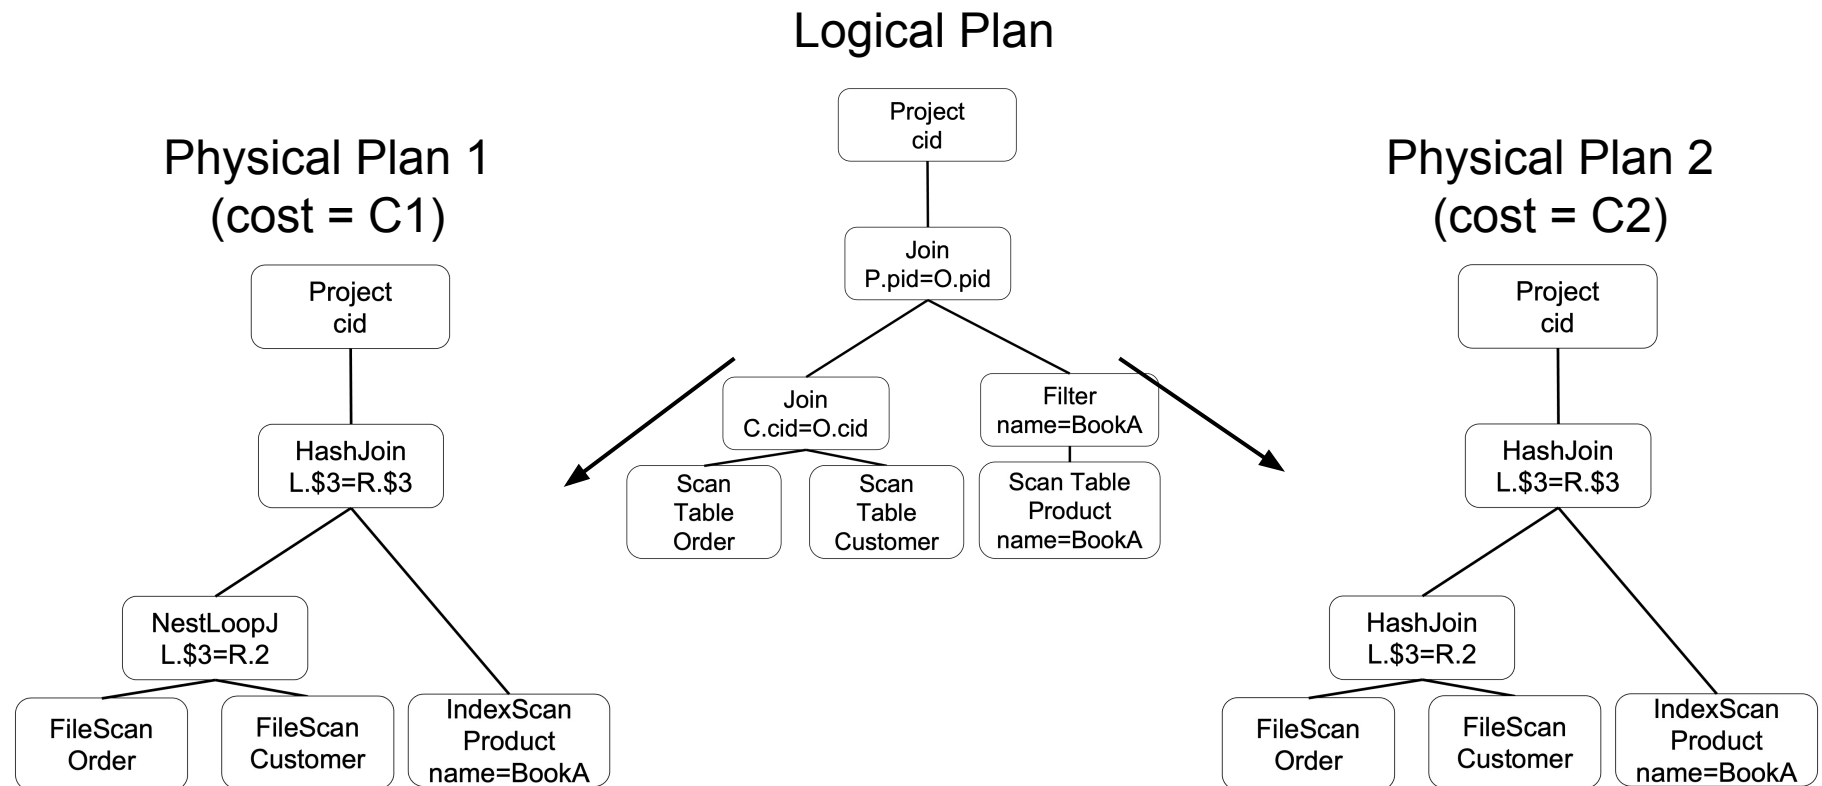 Logical Plan
Project
cid
Join
P.pid=O.pid
Join
C.cid=O.cid
Filter
name=BookA
Scan
Table
Order
Scan
Table
Customer
Scan Table
Product
name=BookA
Physical Plan 1
(cost = C1)
Project
cid
HashJoin
L.$3=R.$3
NestLoopJ
L.$3=R.2
FileScan
Order
FileScan
Customer
IndexScan
Product
name=BookA
Physical Plan 2
(cost = C2)
Project
cid
HashJoin
L.$3=R.$3
HashJoin
L.$3=R.2
FileScan
Order
FileScan
Customer
IndexScan
Product
name=BookA